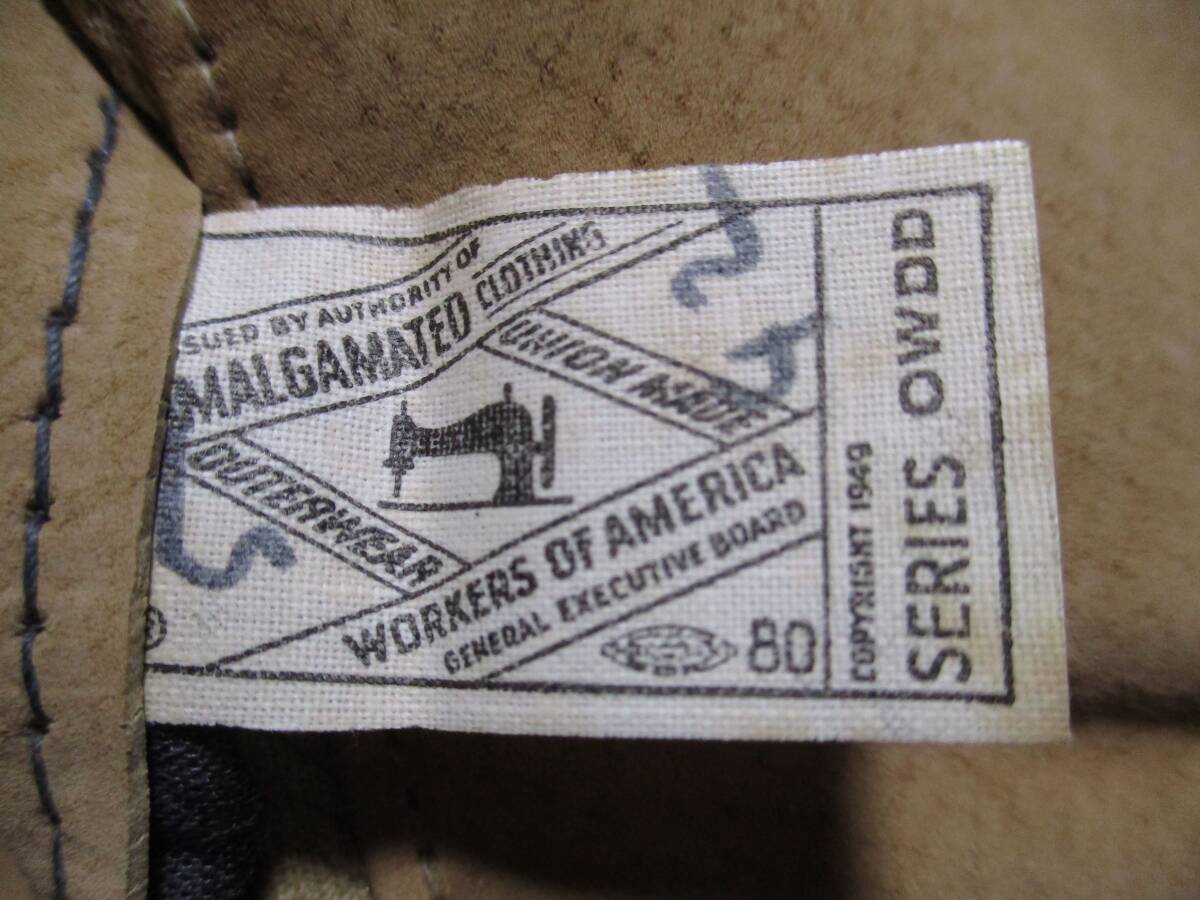 SUED BY AUTHORITY OF
MALGAMATED CLOTHING
UNION MADE
OUTERWEAR
WORKERS OF AMERICA
GENERAL EXECUTIVE BOARD
80
COPYRIGHT 1949
SERIES OWDD